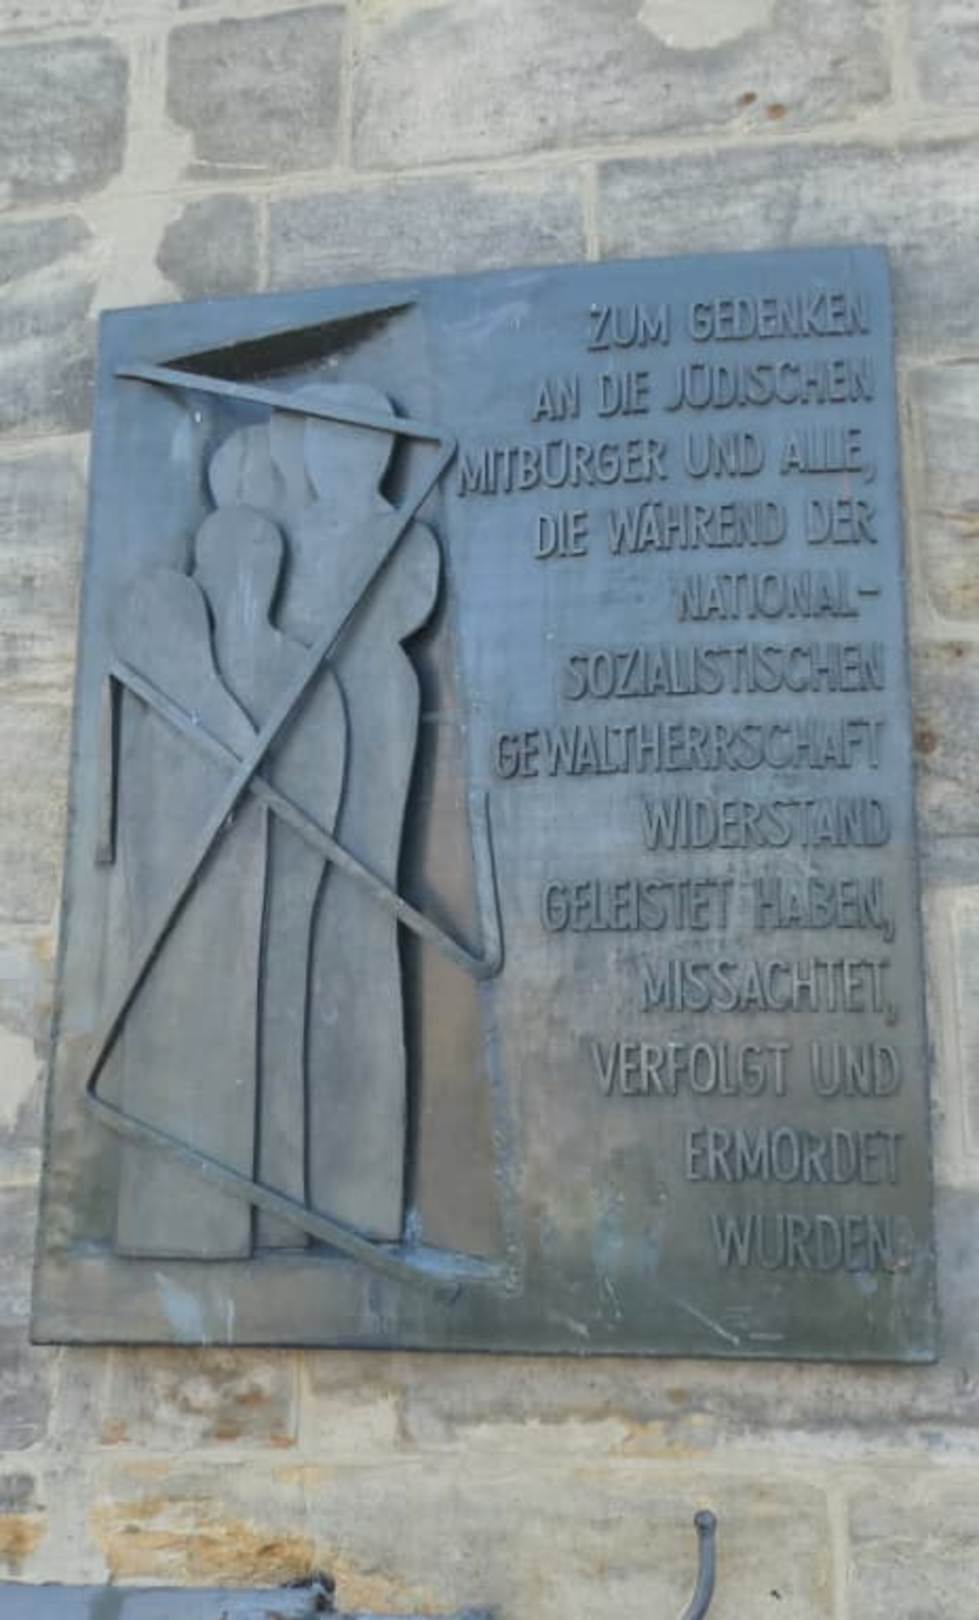 ZUM GEDENKEN
AN DIE JÜDISCHEN
MITBÜRGER UND ALLE,
DIE WÄHREND DER
NATIONAL-
SOZIALISTISCHEN
GEWALTHERRSCHAFT
WIDERSTAND
GELEISTET HABEN,
MISSACHTET,
VERFOLGT UND
ERMORDET
WURDEN.